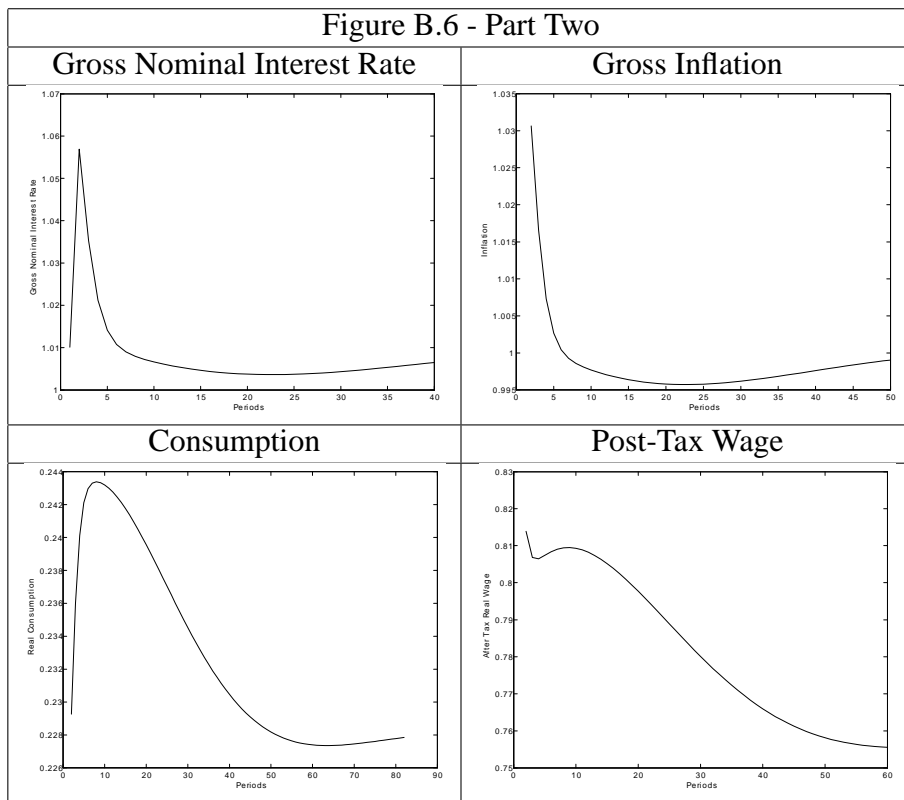 Figure B.6 - Part Two
Gross Nominal Interest Rate
Gross Inflation
1.07
1.06
1.05
1.04
1.03
1.02
1.01
1
Gross Nominal Interest Rate
0 5 10 15 20 25 30 35 40
Periods
1.035
1.03
1.025
1.02
1.015
1.01
1.005
1
0.995
Inflation
0 5 10 15 20 25 30 35 40 45 50
Periods
Consumption
Post-Tax Wage
0.244
0.242
0.24
0.238
0.236
0.234
0.232
0.23
0.228
0.226
Real Consumption
0 10 20 30 40 50 60 70 80 90
Periods
0.83
0.82
0.81
0.8
0.79
0.78
0.77
0.76
0.75
After Tax Real Wage
0 10 20 30 40 50 60
Periods